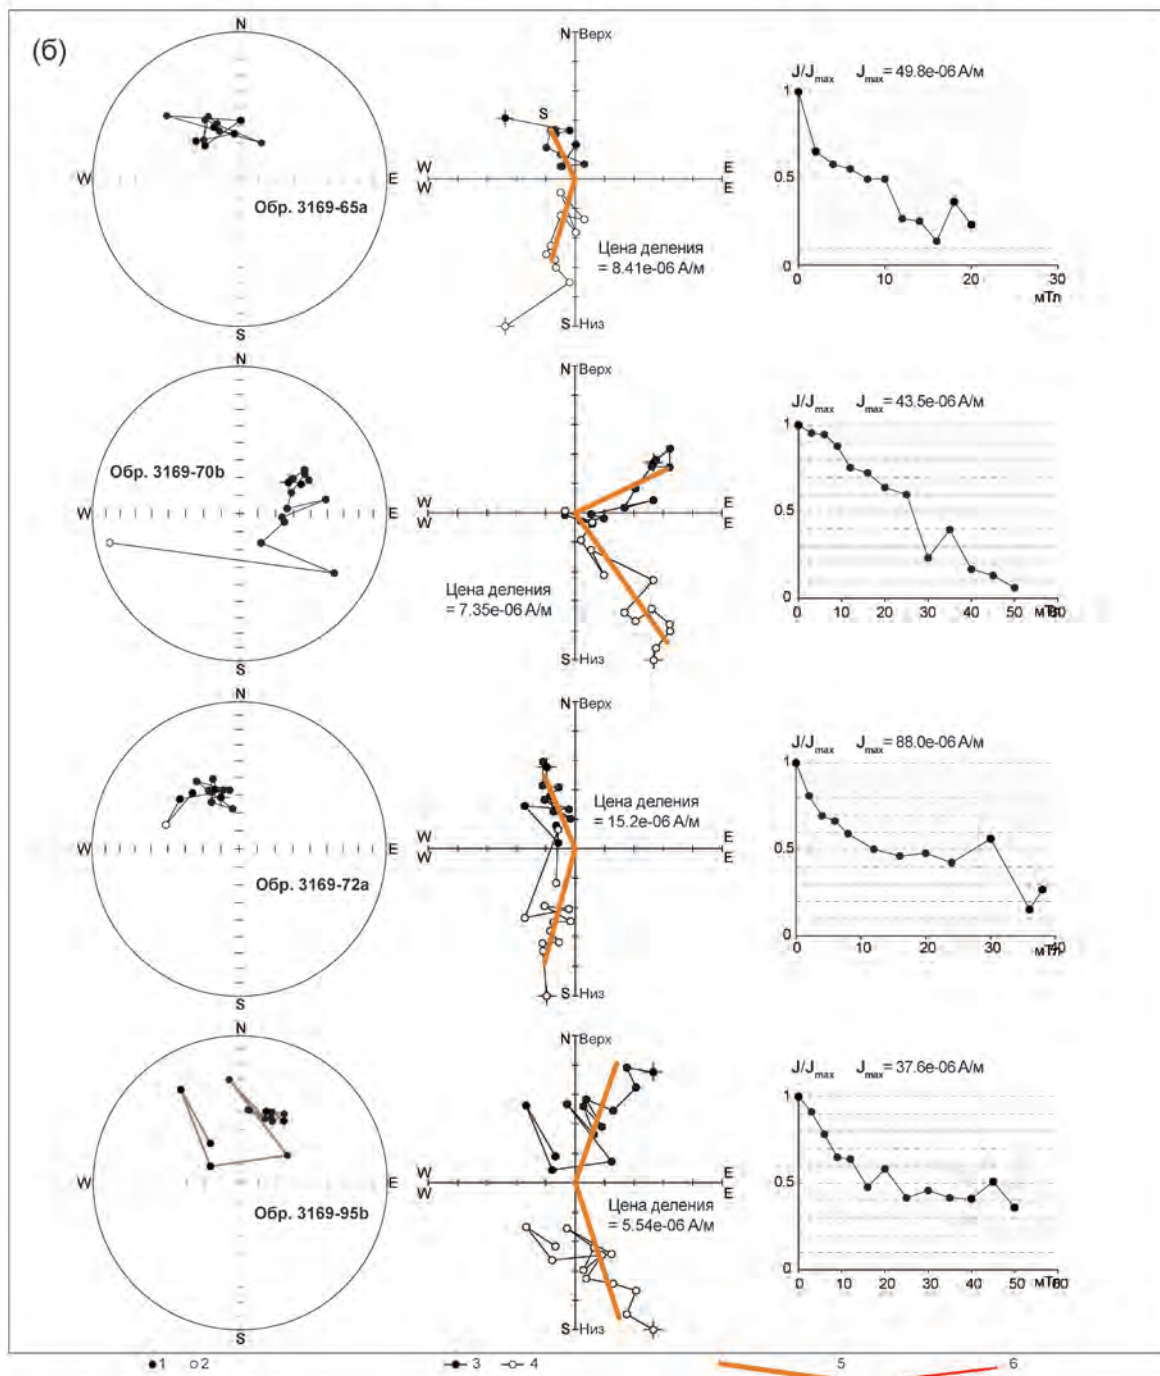 (б)
N
W
E
S
Обр. 3169-65a
N Верх
S
W
W
E
E
Цена деления
= 8.41e-06 А/м
S Низ
J/Jmax Jmax= 49.8e-06 А/м
1
0.5
0
0 10 20 30
мТл
N
W
E
S
Обр. 3169-70b
N Верх
W
W
E
E
Цена деления
= 7.35e-06 А/м
S Низ
J/Jmax Jmax= 43.5e-06 А/м
1
0.5
0
0 10 20 30 40 50
N
W
E
S
Обр. 3169-72a
N Верх
W
W
E
E
Цена деления
= 15.2e-06 А/м
S Низ
J/Jmax Jmax= 88.0e-06 А/м
1
0.5
0
0 10 20 30 40
мТл
N
W
E
S
Обр. 3169-95b
N Верх
W
W
E
E
Цена деления
= 5.54e-06 А/м
S Низ
J/Jmax Jmax= 37.6e-06 А/м
1
0.5
0
0 10 20 30 40 50
1 2 3 4 5 6